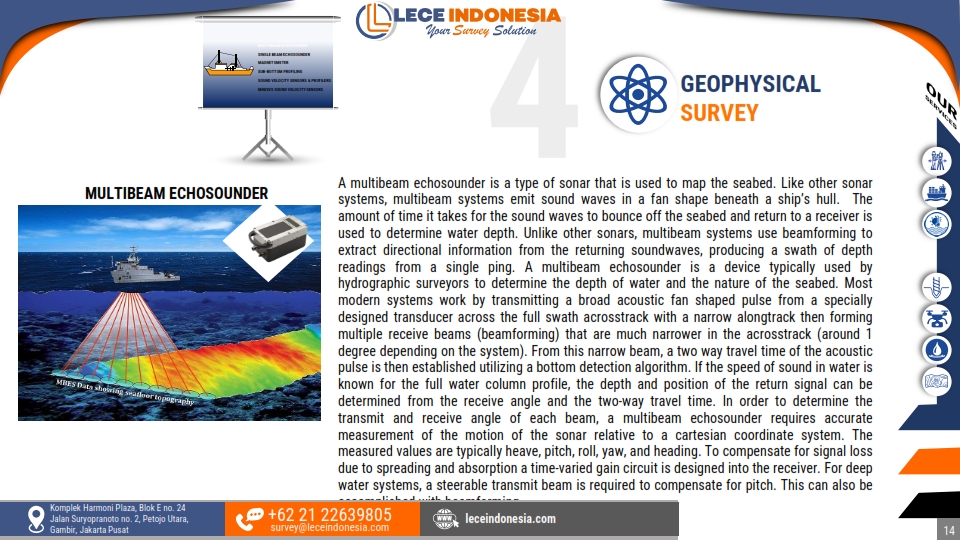 LECE INDONESIA
Your Survey Solution
SINGLE BEAM ECHOSOUNDER
MAGNETOMETER
SUB-BOTTOM PROFILING
SOUND VELOCITY SENSORS & PROFILERS
4
GEOPHYSICAL
SURVEY
OUR
SERVICES
MULTIBEAM ECHOSOUNDER
MBES Data showing seafloor topography
A multibeam echosounder is a type of sonar that is used to map the seabed. Like other sonar
systems, multibeam systems emit sound waves in a fan shape beneath a ship's hull. The
amount of time it takes for the sound waves to bounce off the seabed and return to a receiver is
used to determine water depth. Unlike other sonars, multibeam systems use beamforming to
extract directional information from the returning soundwaves, producing a swath of depth
readings from a single ping. A multibeam echosounder is a device typically used by
hydrographic surveyors to determine the depth of water and the nature of the seabed. Most
modern systems work by transmitting a broad acoustic fan shaped pulse from a specially
designed transducer across the full swath acrosstrack with a narrow alongtrack then forming
multiple receive beams (beamforming) that are much narrower in the acrosstrack (around 1
degree depending on the system). From this narrow beam, a two way travel time of the acoustic
pulse is then established utilizing a bottom detection algorithm. If the speed of sound in water is
known for the full water column profile, the depth and position of the return signal can be
determined from the receive angle and the two-way travel time. In order to determine the
transmit and receive angle of each beam, a multibeam echosounder requires accurate
measurement of the motion of the sonar relative to a cartesian coordinate system. The
measured values are typically heave, pitch, roll, yaw, and heading. To compensate for signal loss
due to spreading and absorption a time-varied gain circuit is designed into the receiver. For deep
water systems, a steerable transmit beam is required to compensate for pitch. This can also be
accomplished with beamforming.
Komplek Harmoni Plaza, Blok E no. 24
Jalan Suryopranoto no. 2, Petojo Utara,
Gambir, Jakarta Pusat
+62 21 22639805
survey@leceindonesia.com
leceindonesia.com
14